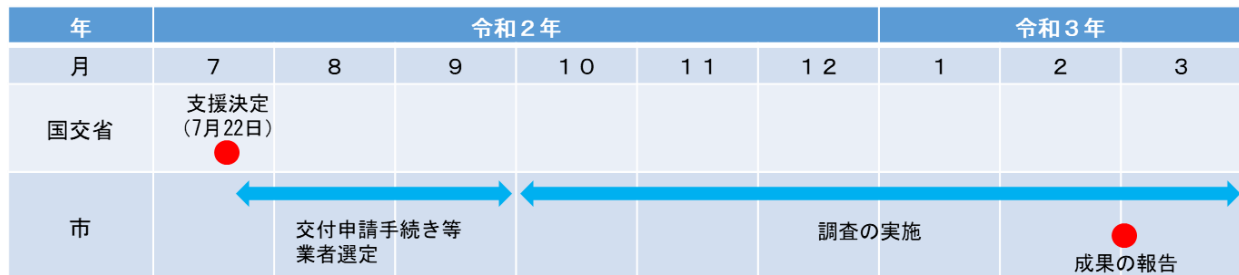 年 令和２年 令和３年
月 ７ ８ ９ １０ １１ １２ １ ２ ３
国交省
支援決定
(7月22日)
市
交付申請手続き等
業者選定
調査の実施
成果の報告